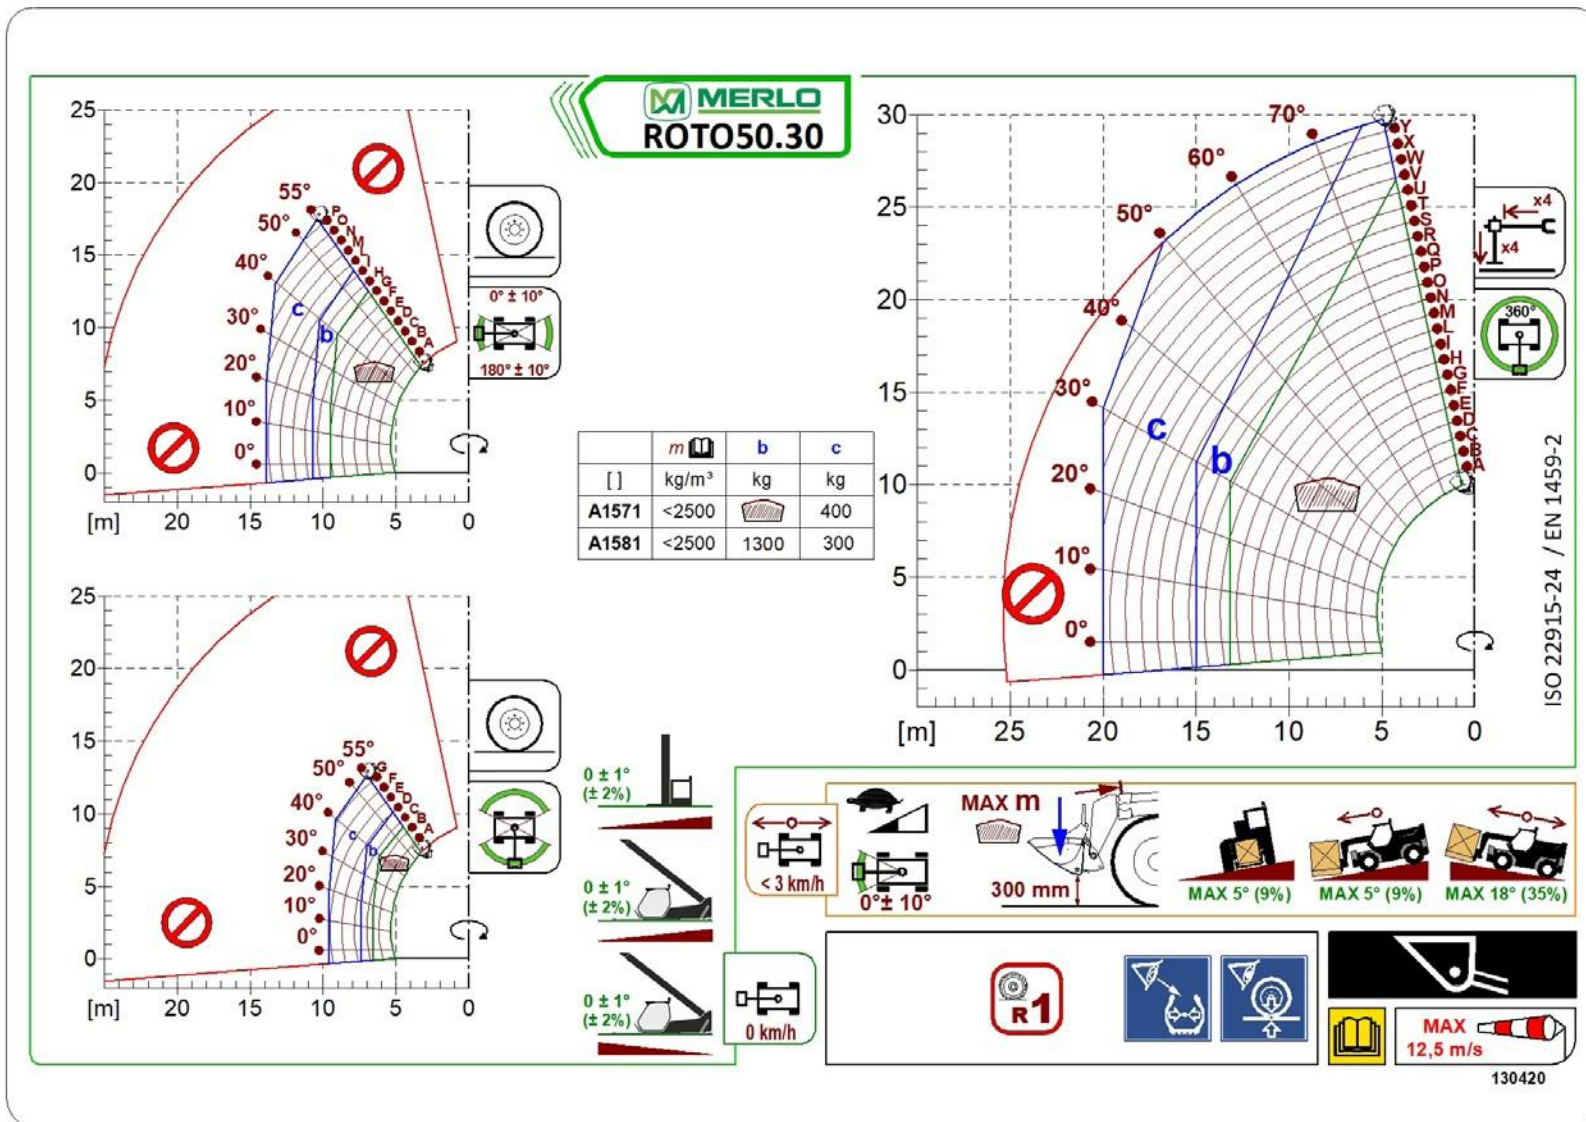 MERLO
ROTO50.30
25
20
15
10
5
0
[m]
20
15
10
5
0
55°
50°
40°
30°
20°
10°
0°
P
O
N
M
L
I
H
G
F
E
D
C
B
A
c
b
0° ± 10°
180° ± 10°
m b c
[ ] kg/m³ kg kg
A1571 <2500 400
A1581 <2500 1300 300
30
25
20
15
10
5
0
[m]
25
20
15
10
5
0
70°
60°
50°
40°
30°
20°
10°
0°
Y
X
W
V
U
T
S
R
Q
P
O
N
M
L
I
H
G
F
E
D
C
B
A
c
b
x4
x4
360°
ISO 22915-24 / EN 1459-2
25
20
15
10
5
0
[m]
20
15
10
5
0
55°
50°
40°
30°
20°
10°
0°
G
F
E
D
C
B
A
c
b
0 ± 1°
(± 2%)
0 ± 1°
(± 2%)
0 ± 1°
(± 2%)
< 3 km/h
0 km/h
0°± 10°
MAX m
300 mm
MAX 5° (9%)
MAX 5° (9%)
MAX 18° (35%)
R1
MAX
12,5 m/s
130420